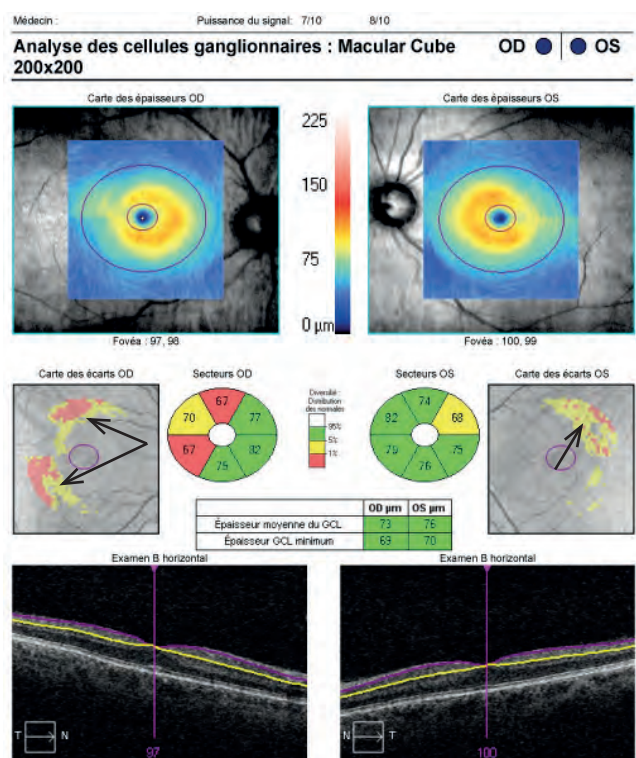 Médecin : Puissance du signal: 7/10 8/10
Analyse des cellules ganglionnaires : Macular Cube 200x200
OD OS
Carte des épaisseurs OD
Carte des épaisseurs OS
225
150
75
0 µm
Fovéa : 97, 98
Fovéa : 100, 99
Carte des écarts OD
Secteurs OD
Secteurs OS
Carte des écarts OS
67
70 77
67 82
75
Diversité :
Distribution
des normales
95%
5%
1%
74
82 68
79 75
76
OD µm OS µm
Épaisseur moyenne du GCL 73 76
Épaisseur GCL minimum 69 70
Examen B horizontal
Examen B horizontal
T N
97
N T
100